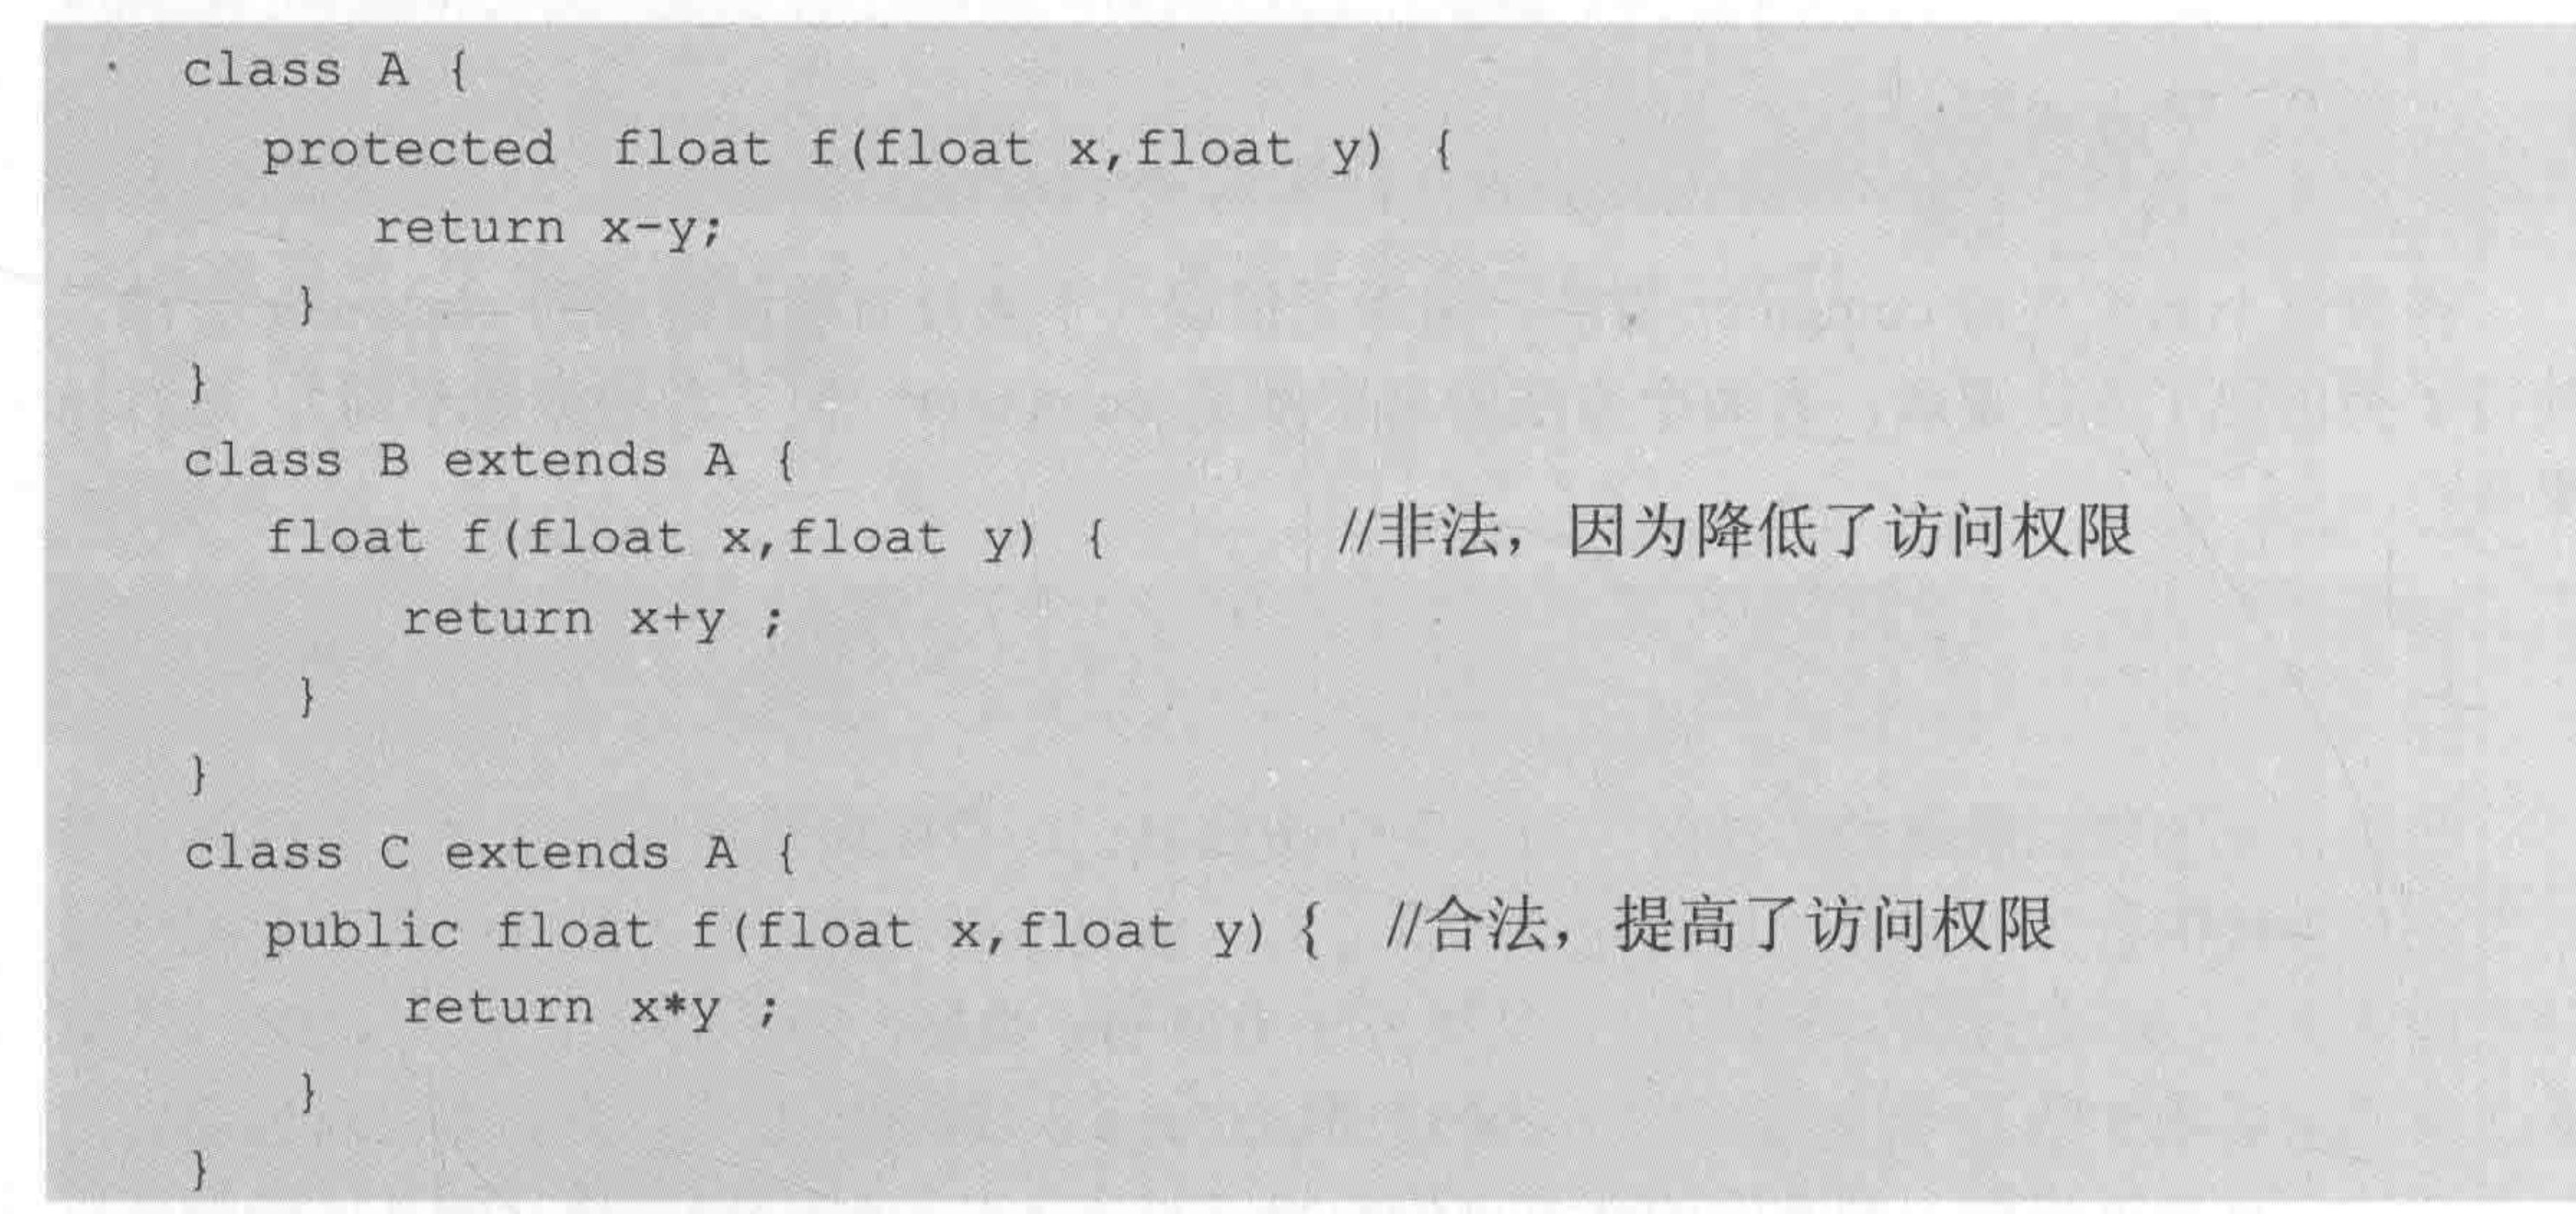 class A {
protected float f(float x,float y) {
return x-y;
}
}
class B extends A {
float f(float x,float y) { //非法，因为降低了访问权限
return x+y ;
}
}
class C extends A {
public float f(float x,float y) { //合法，提高了访问权限
return x*y ;
}
}